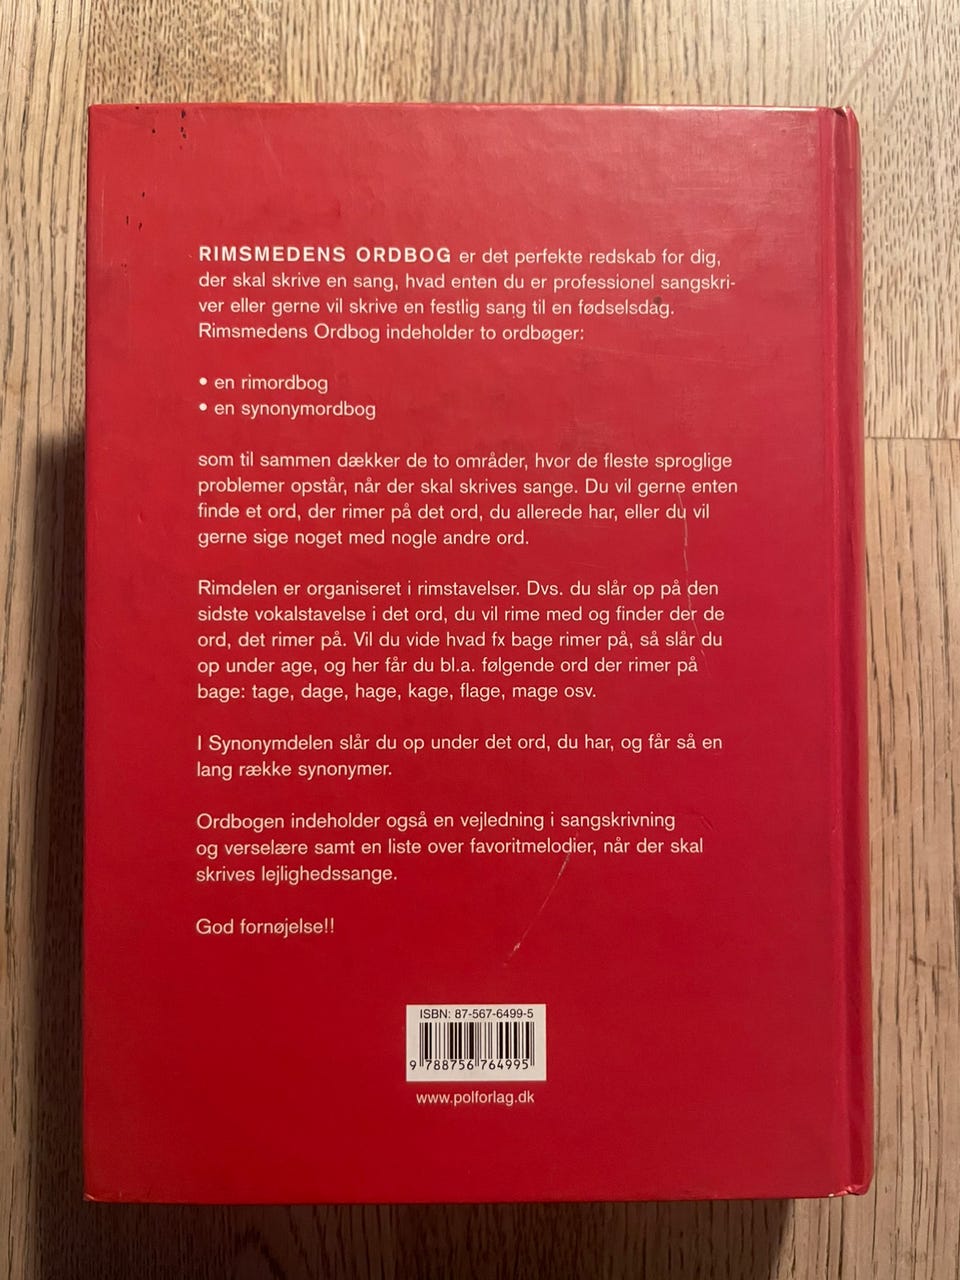 RIMSMEDENS ORDBOG er det perfekte redskab for dig,
der skal skrive en sang, hvad enten du er professionel sangskri-
ver eller gerne vil skrive en festlig sang til en fødselsdag.
Rimsmedens Ordbog indeholder to ordbøger:
• en rimordbog
• en synonymordbog
som til sammen dækker de to områder, hvor de fleste sproglige
problemer opstår, når der skal skrives sange. Du vil gerne enten
finde et ord, der rimer på det ord, du allerede har, eller du vil
gerne sige noget med nogle andre ord.
Rimdelen er organiseret i rimstavelser. Dvs. du slår op på den
sidste vokalstavelse i det ord, du vil rime med og finder der de
ord, det rimer på. Vil du vide hvad fx bage rimer på, så slår du
op under age, og her får du bl.a. følgende ord der rimer på
bage: tage, dage, hage, kage, flage, mage osv.
I Synonymdelen slår du op under det ord, du har, og får så en
lang række synonymer.
Ordbogen indeholder også en vejledning i sangskrivning
og verselære samt en liste over favoritmelodier, når der skal
skrives lejlighedssange.
God fornøjelse!!
ISBN: 87-567-6499-5
9 788756 764995
www.polforlag.dk